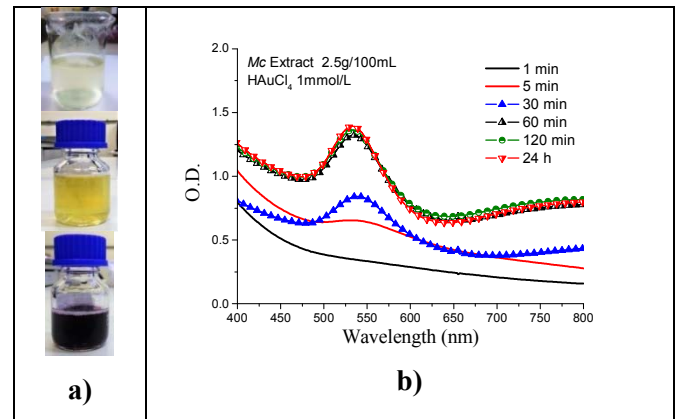 Mc Extract 2.5g/100mL
HAuCl4 1mmol/L
1 min
5 min
30 min
60 min
120 min
24 h
2.0
1.5
1.0
0.5
0.0
O.D.
400 450 500 550 600 650 700 750 800
Wavelength (nm)
a)
b)